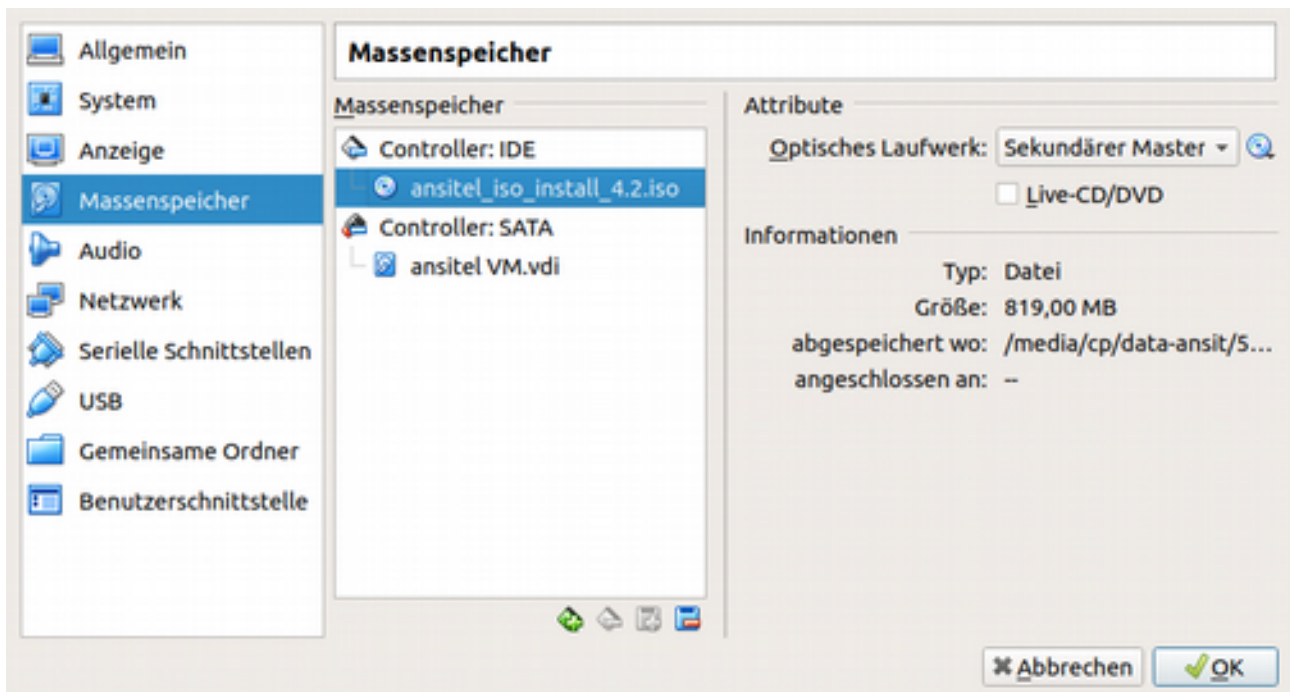 Allgemein
System
Anzeige
Massenspeicher
Audio
Netzwerk
Serielle Schnittstellen
USB
Gemeinsame Ordner
Benutzerschnittstelle
Massenspeicher
Massenspeicher
Controller: IDE
ansitel_iso_install_4.2.iso
Controller: SATA
ansitel VM.vdi
Attribute
Optisches Laufwerk: Sekundärer Master
Live-CD/DVD
Informationen
Typ: Datei
Größe: 819,00 MB
abgespeichert wo: /media/cp/data-ansit/5...
angeschlossen an: --
Abbrechen
OK